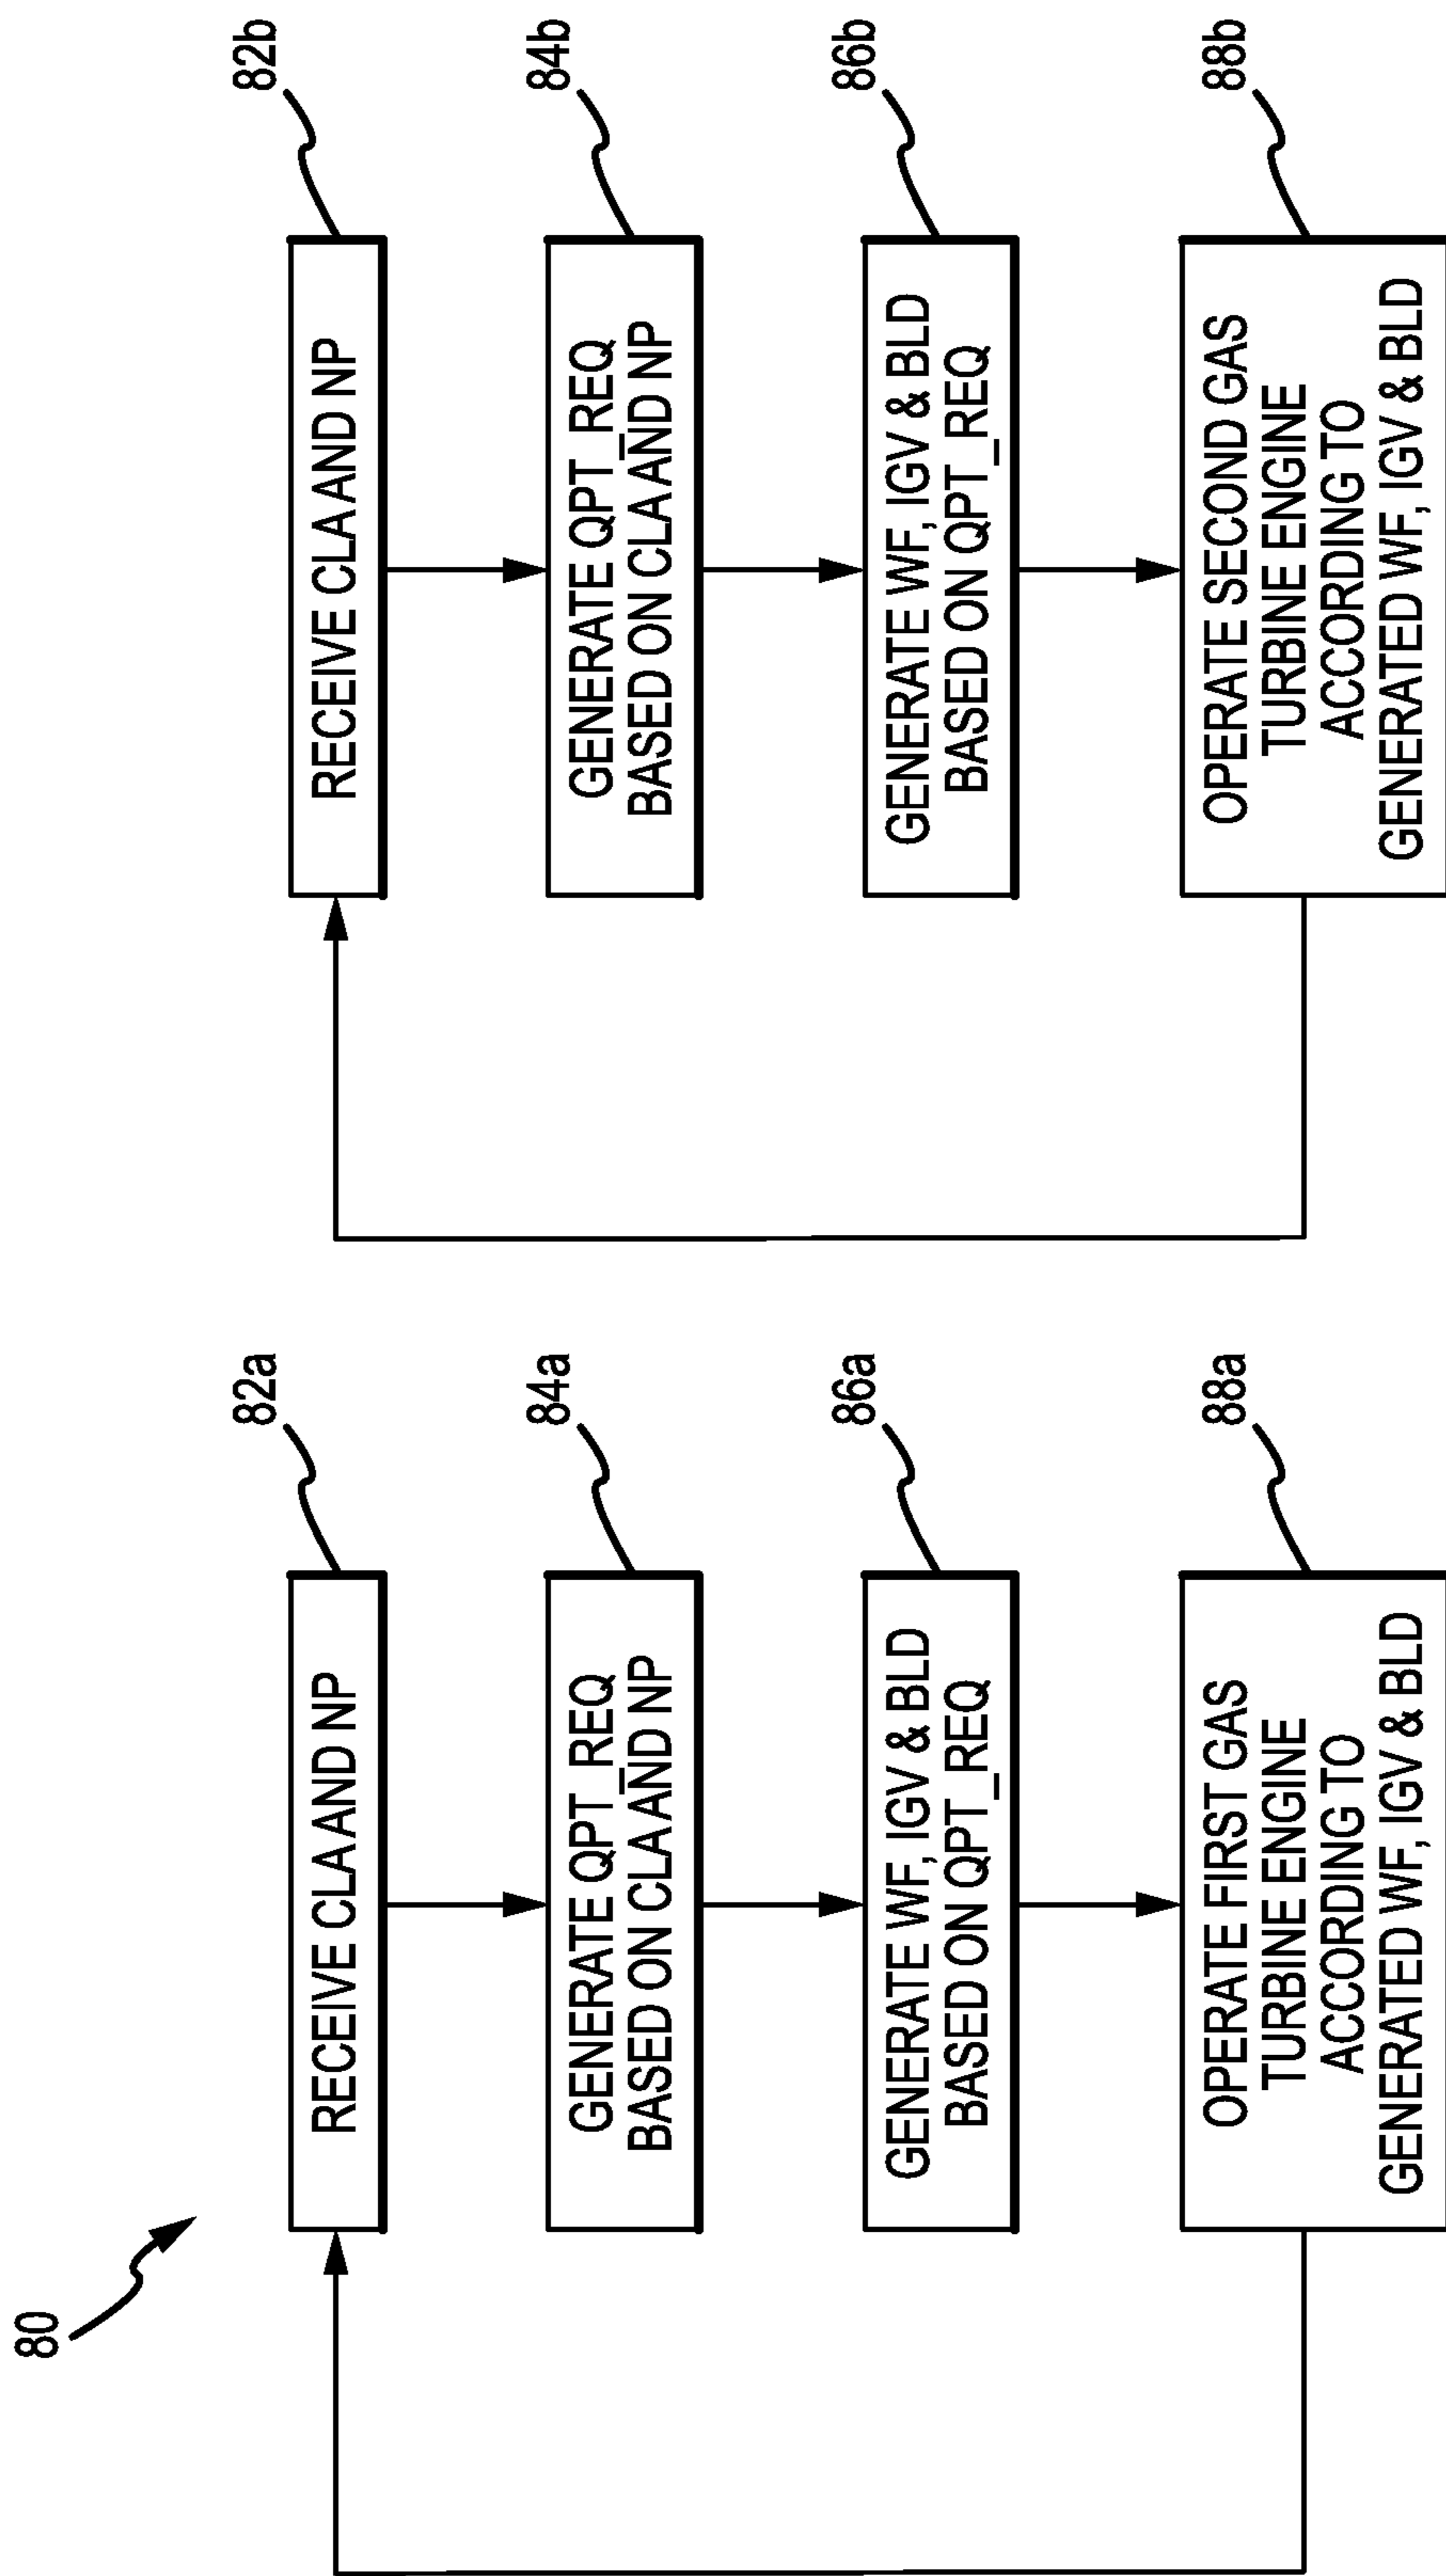 80
82a
RECEIVE CLA AND NP
84a
GENERATE QPT_REQ
BASED ON CLA AND NP
86a
GENERATE WF, IGV & BLD
BASED ON QPT_REQ
88a
OPERATE FIRST GAS
TURBINE ENGINE
ACCORDING TO
GENERATED WF, IGV & BLD
82b
RECEIVE CLA AND NP
84b
GENERATE QPT_REQ
BASED ON CLA AND NP
86b
GENERATE WF, IGV & BLD
BASED ON QPT_REQ
88b
OPERATE SECOND GAS
TURBINE ENGINE
ACCORDING TO
GENERATED WF, IGV & BLD